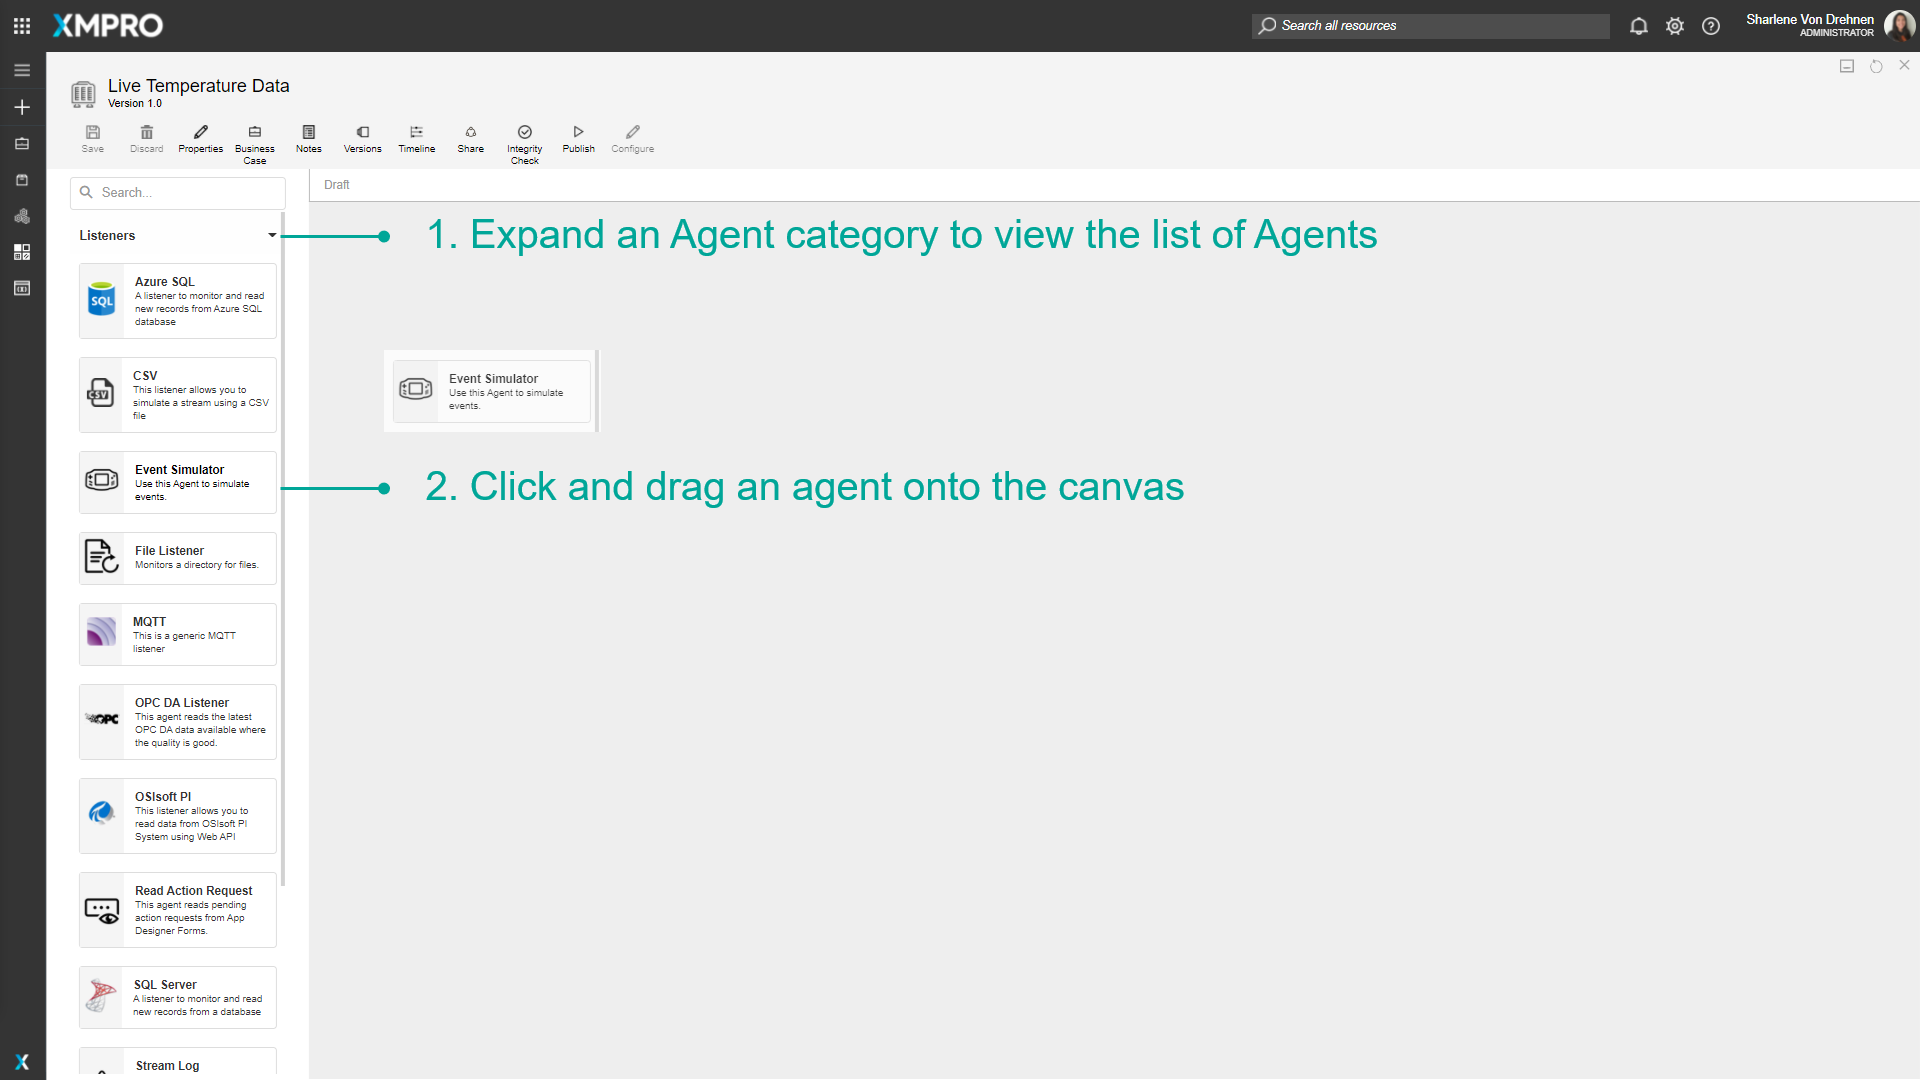 XMPRO
Search all resources
Sharlene Von Drehnen
ADMINISTRATOR
Live Temperature Data
Version 1.0
Save
Discard
Properties
Business
Case
Notes
Versions
Timeline
Share
Integrity
Check
Publish
Configure
Search...
Draft
Listeners
1. Expand an Agent category to view the list of Agents
SQL
Azure SQL
A listener to monitor and read
new records from Azure SQL
database
CSV
CSV
This listener allows you to
simulate a stream using a CSV
file
Event Simulator
Use this Agent to simulate
events.
Event Simulator
Use this Agent to simulate
events.
2. Click and drag an agent onto the canvas
File Listener
Monitors a directory for files.
MQTT
This is a generic MQTT
listener
OPC
OPC DA Listener
This agent reads the latest
OPC DA data available where
the quality is good.
OSIsoft PI
This listener allows you to
read data from OSIsoft PI
System using Web API
Read Action Request
This agent reads pending
action requests from App
Designer Forms.
SQL Server
A listener to monitor and read
new records from a database
Stream Log
X